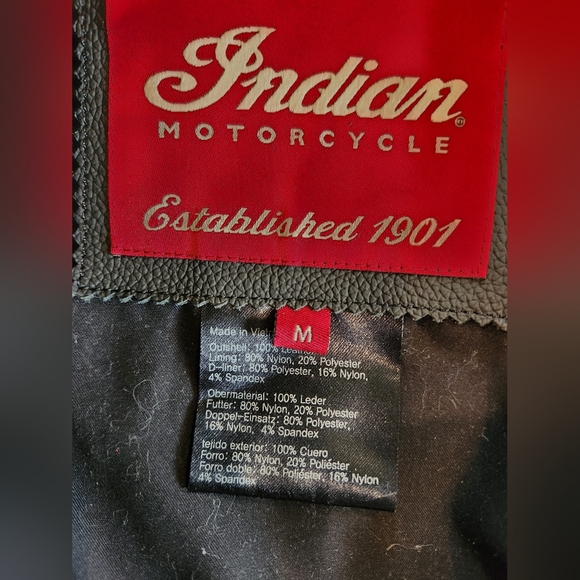 Indian®
MOTORCYCLE
Established 1901
M
Made in
Outshell: 100% Leather
Lining: 80% Nylon, 20% Polyester
D-liner: 80% Polyester, 16% Nylon,
4% Spandex
Obermaterial: 100% Leder
Futter: 80% Nylon, 20% Polyester
Doppel-Einsatz: 80% Polyester,
16% Nylon, 4% Spandex
tejido exterior: 100% Cuero
Forro: 80% Nylon, 20% Poliéster
Forro doble: 80% Poliéster, 16% Nylon
4% Spandex